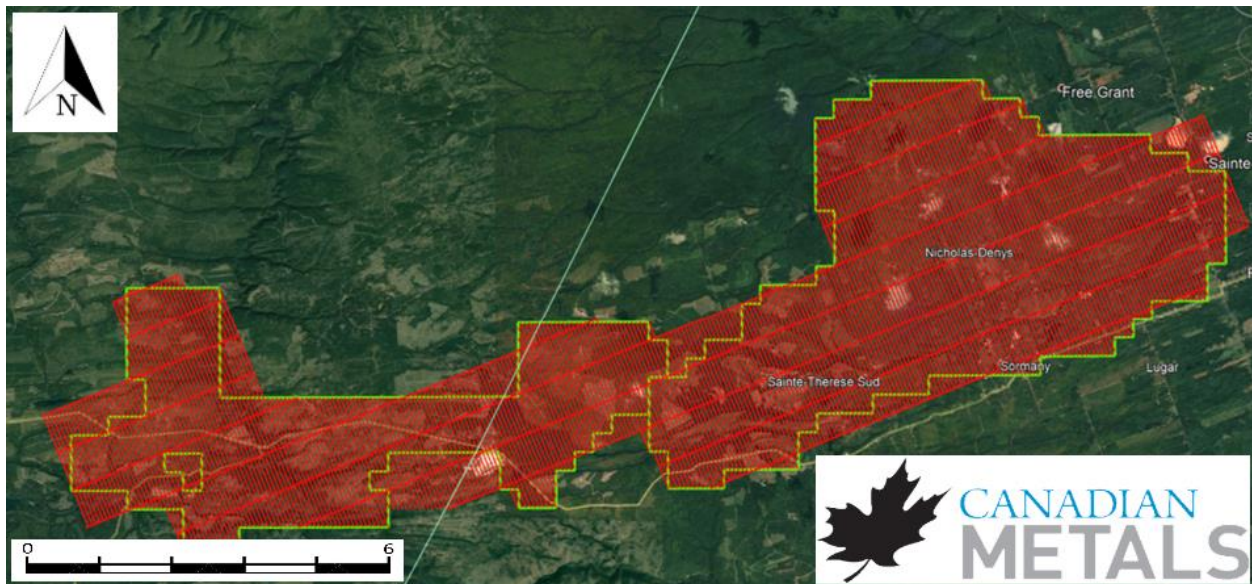 N
Free Grant
S
Sainte
Nicholas-Denys
Sormany
Lugar
Sainte-Therese Sud
0 6
CANADIAN
METALS